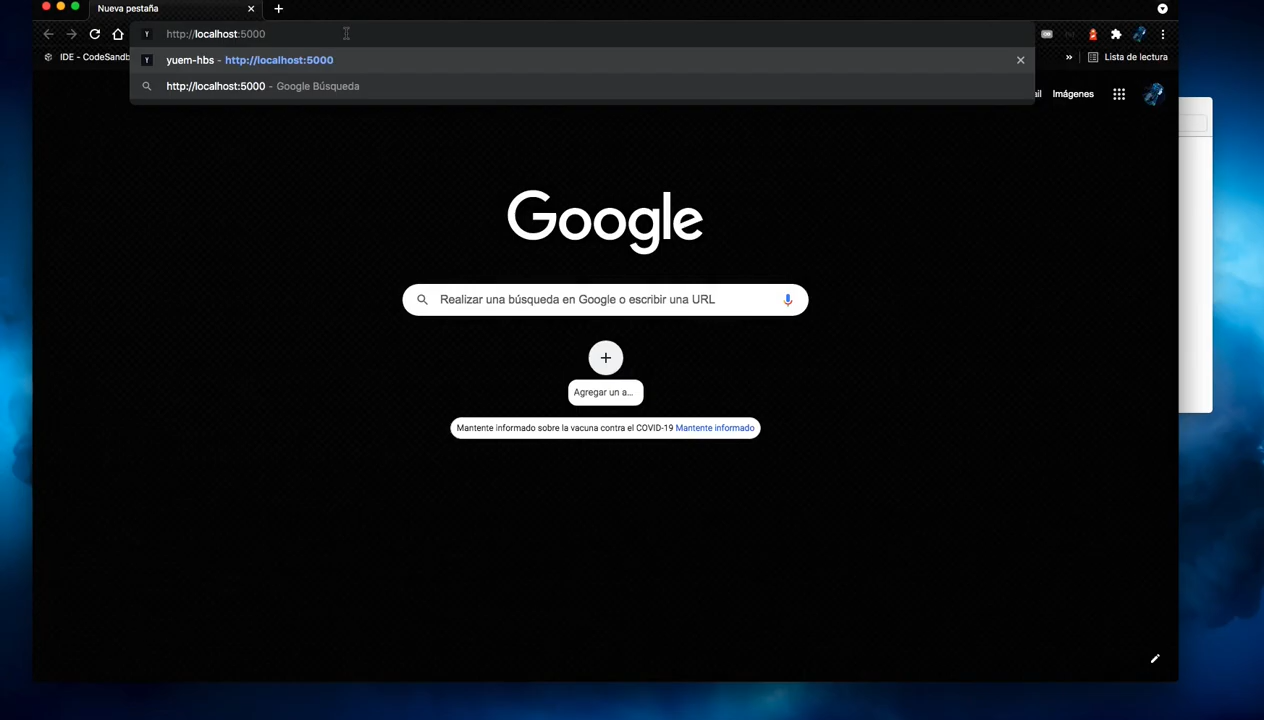 Nueva pestaña
Y http://localhost:5000
IDE - CodeSandb
Y yuem-hbs - http://localhost:5000
http://localhost:5000 - Google Búsqueda
» Lista de lectura
ail Imágenes
Google
Realizar una búsqueda en Google o escribir una URL
Agregar un a...
Mantente informado sobre la vacuna contra el COVID-19 Mantente informado